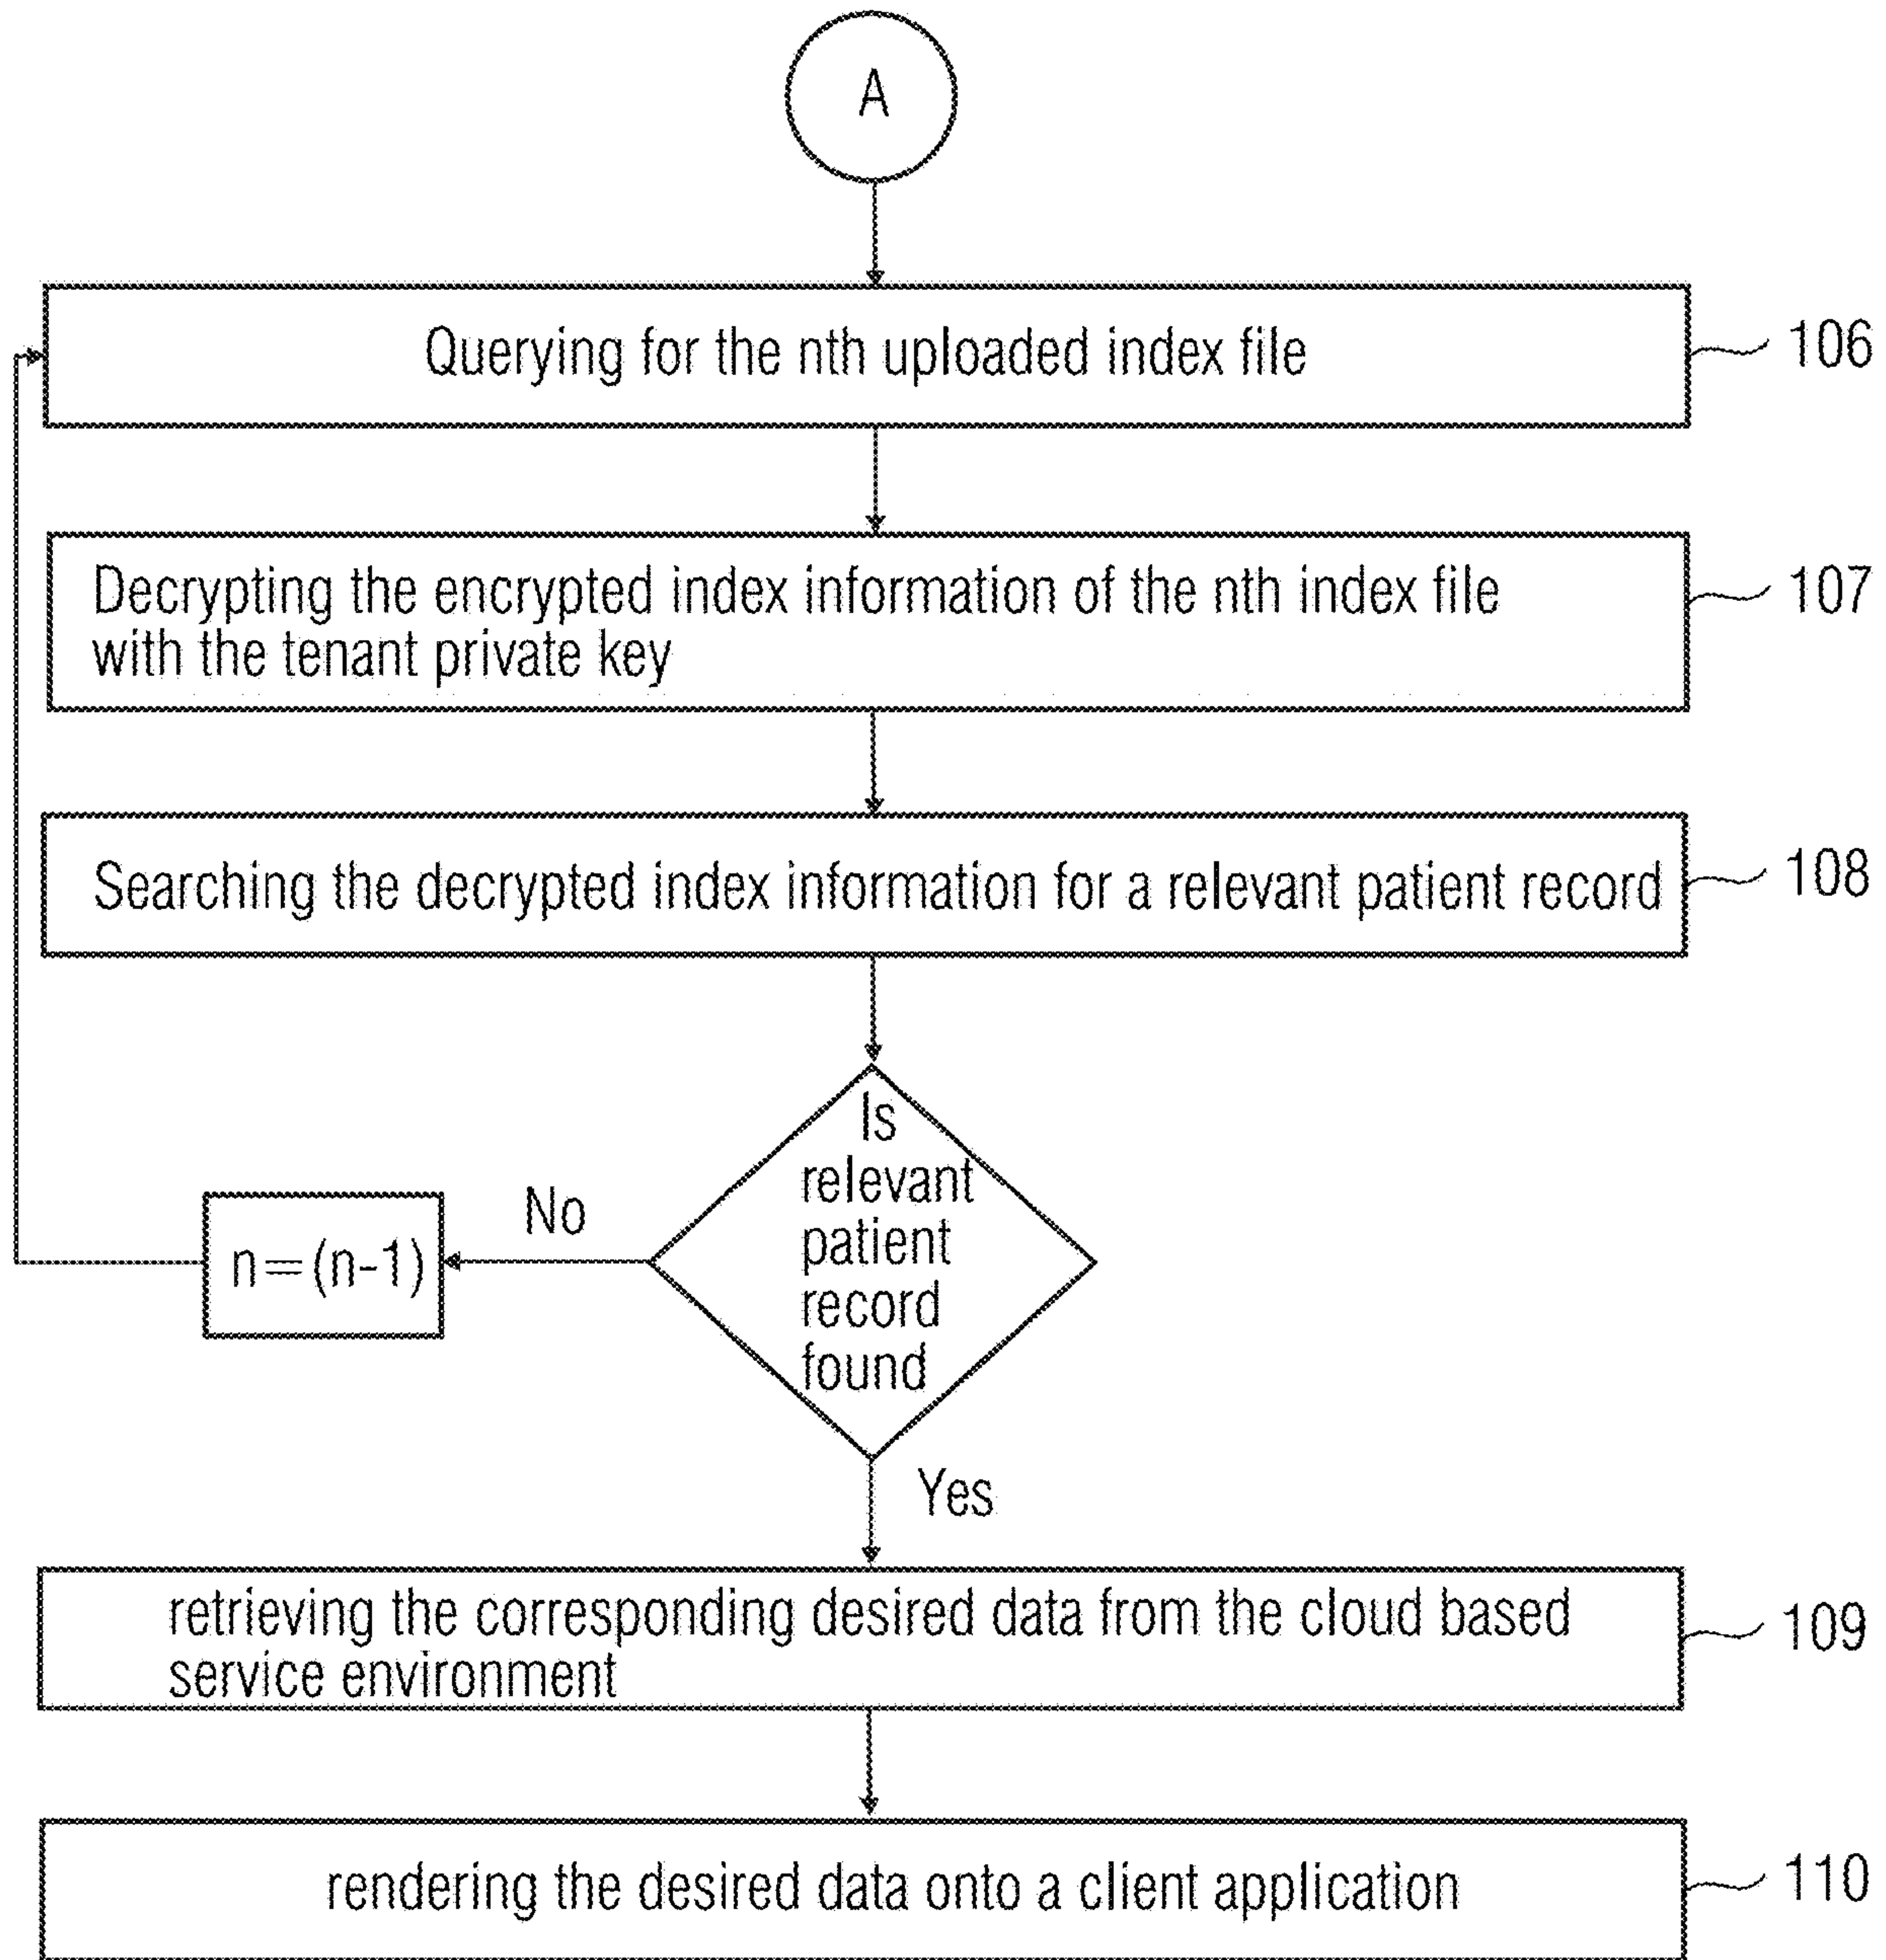 A
Querying for the nth uploaded index file
106
Decrypting the encrypted index information of the nth index file
with the tenant private key
107
Searching the decrypted index information for a relevant patient record
108
Is
relevant
patient
record
found
No
n=(n-1)
Yes
retrieving the corresponding desired data from the cloud based
service environment
109
rendering the desired data onto a client application
110